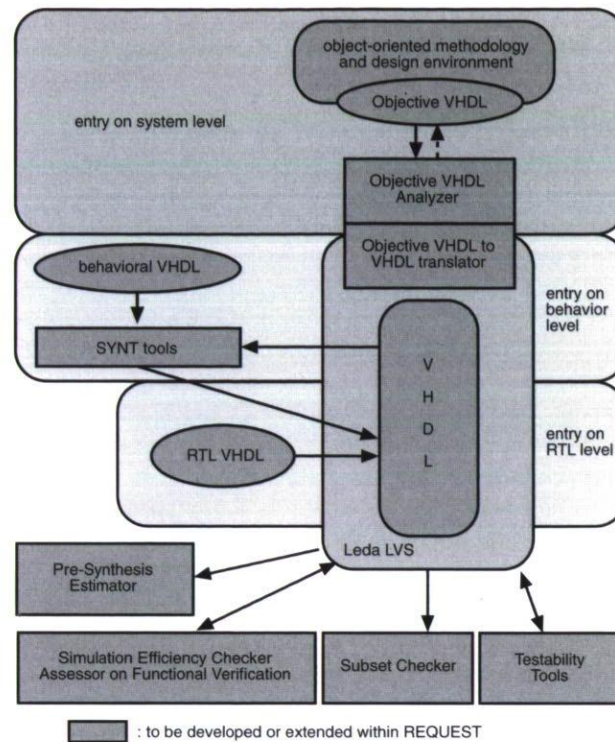 object-oriented methodology
and design environment
Objective VHDL
entry on system level
Objective VHDL
Analyzer
Objective VHDL to
VHDL translator
behavioral VHDL
entry on
behavior
level
SYNT tools
V
H
D
L
entry on
RTL level
RTL VHDL
Leda LVS
Pre-Synthesis
Estimator
Simulation Efficiency Checker
Assessor on Functional Verification
Subset Checker
Testability
Tools
: to be developed or extended within REQUEST